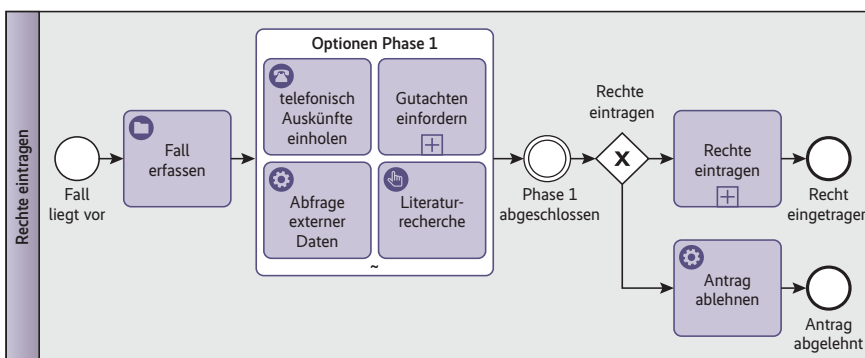 Rechte eintragen
Fall
liegt vor
Fall
erfassen
Optionen Phase 1
telefonisch
Auskünfte
einholen
Gutachten
einfordern
Abfrage
externer
Daten
Literatur-
recherche
~
Phase 1
abgeschlossen
Rechte
eintragen
X
Rechte
eintragen
Recht
eingetragen
Antrag
ablehnen
Antrag
abgelehnt